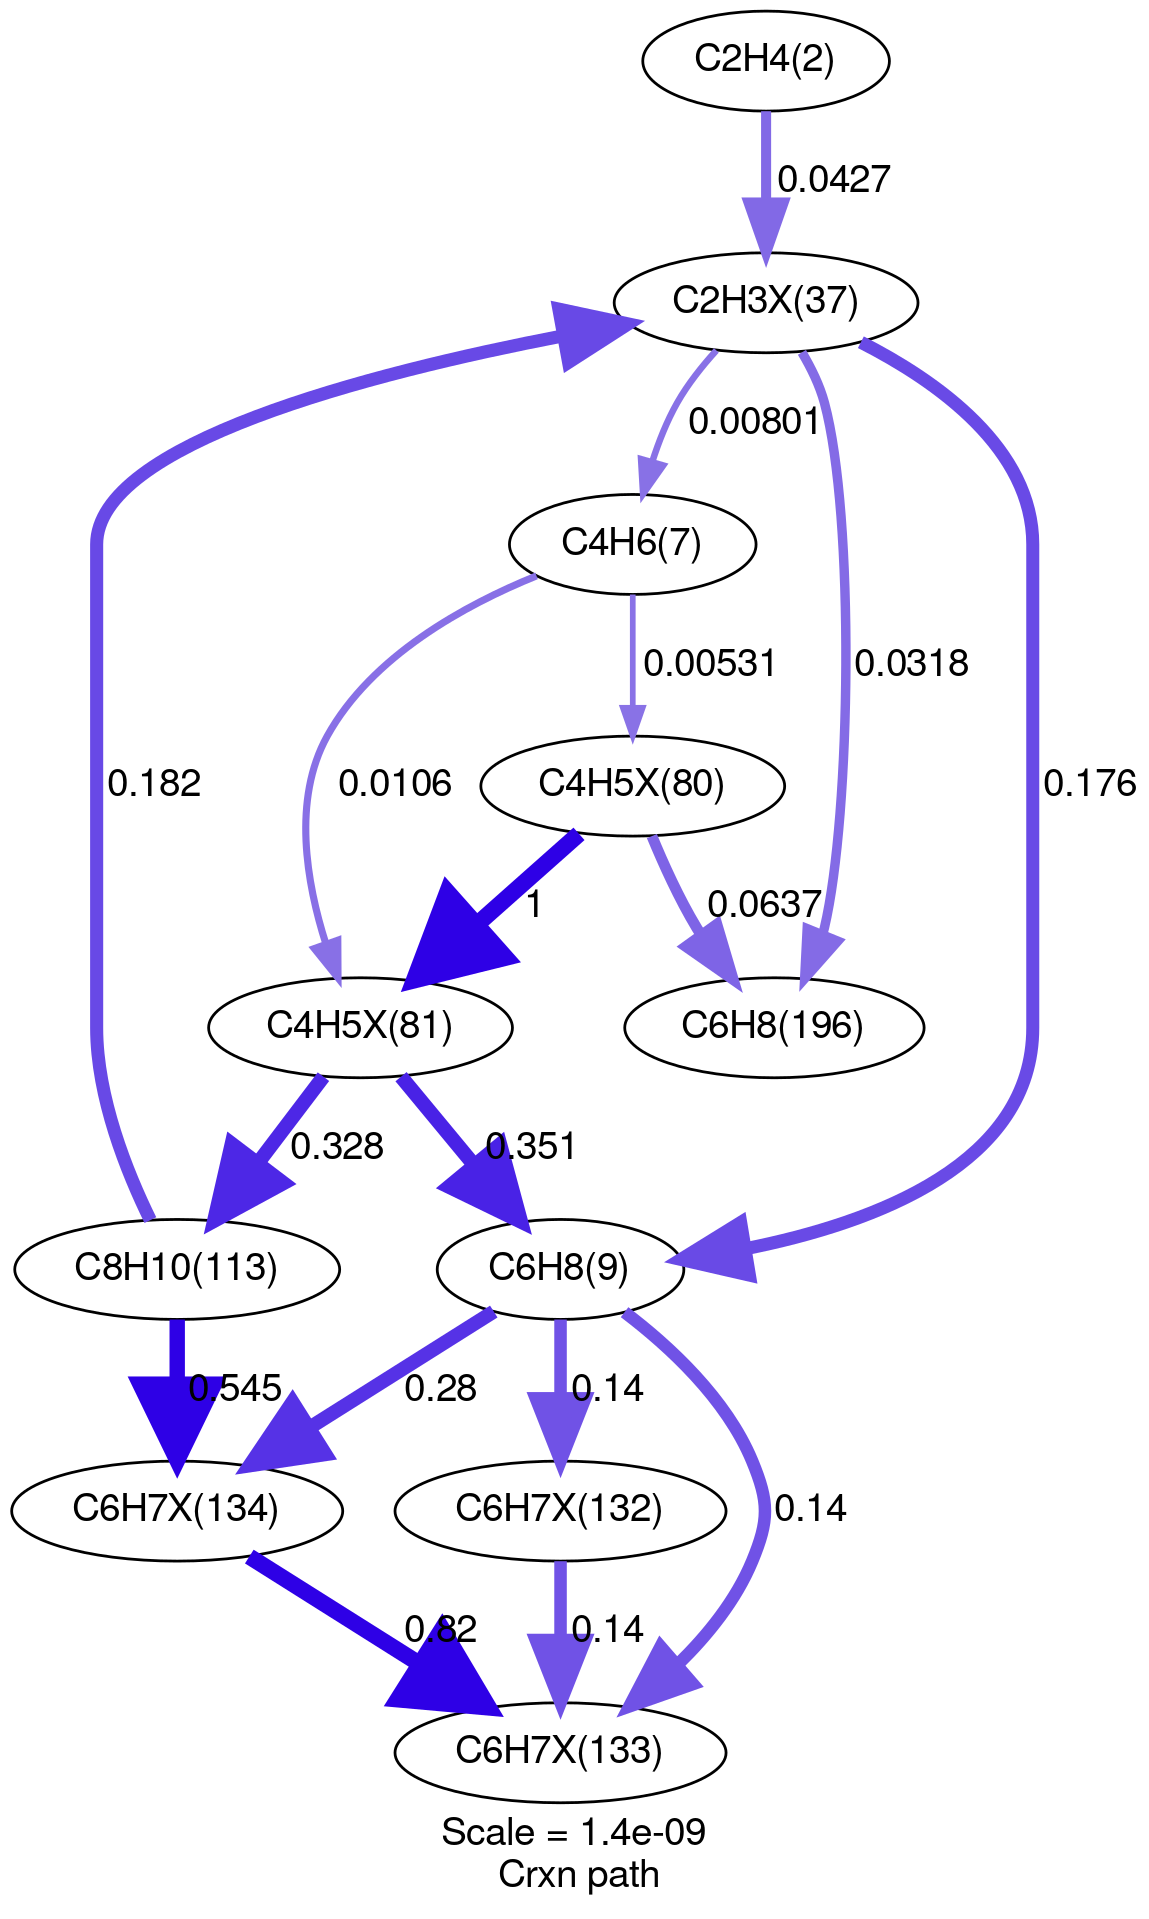 C2H4(2)
0.0427
C2H3X(37)
0.00801
C4H6(7)
0.00531
0.0318
0.0106
0.182
C4H5X(80)
0.176
1
0.0637
C4H5X(81)
C6H8(196)
0.328
0.351
C8H10(113)
C6H8(9)
0.545
0.28
0.14
C6H7X(134)
C6H7X(132)
0.14
0.82
0.14
C6H7X(133)
Scale = 1.4e-09
Crxn path